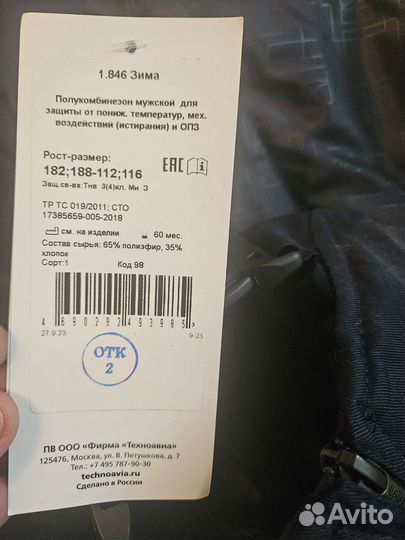 1.846 Зима
Полукомбинезон мужской для
защиты от пониж. температур, мех.
воздействий (истирания) и ОПЗ
Рост-размер:
182;188-112;116
EAC
Защ.св-ва:Тнв 3(4)кл. Ми З
ТР ТС 019/2011; СТО
17385659-005-2018
см. на изделии 60 мес.
Состав сырья: 65% полиэфир, 35%
хлопок
Сорт:1 Код 98
4 690292 493985 >
27.9.23 9-23
ОТК
2
ПВ ООО «Фирма «Техноавиа»
125476, Москва, ул. В. Петушкова, д. 7
Тел.: +7 495 787-90-30
technoavia.ru
Сделано в России
Avito